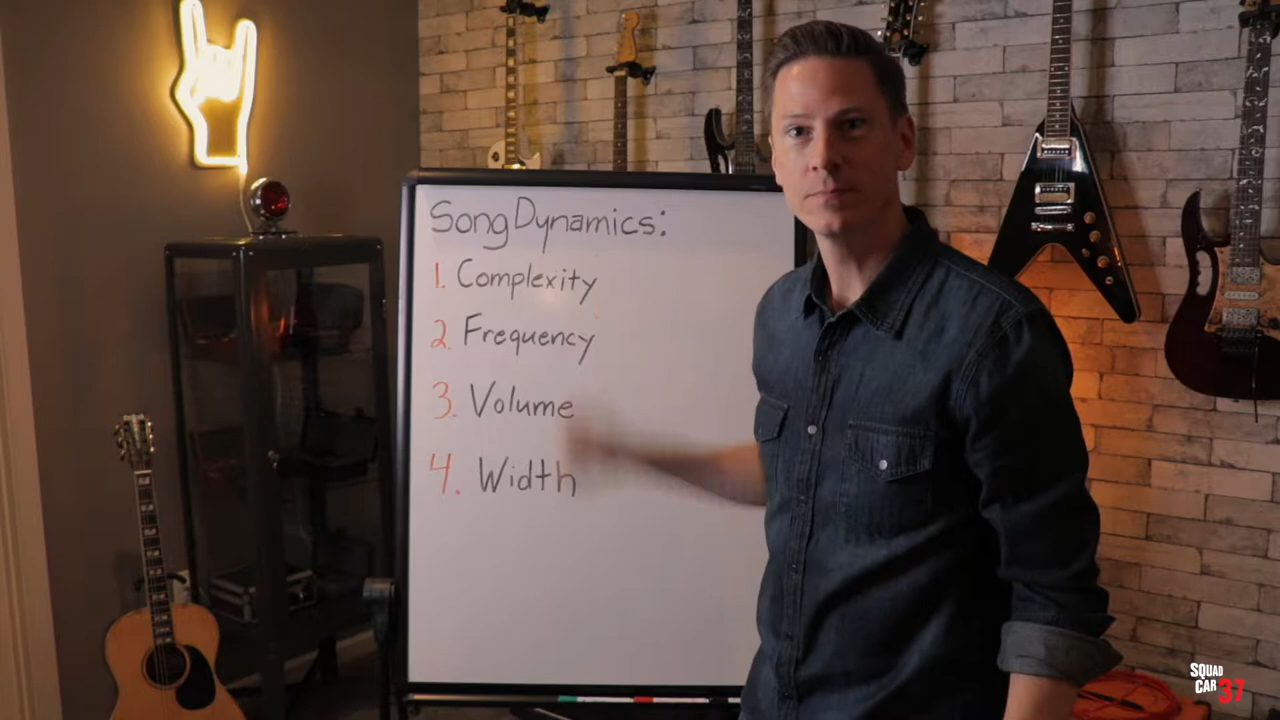 Song Dynamics:
1. Complexity
2. Frequency
3. Volume
4. Width
SQUAD
CAR 37